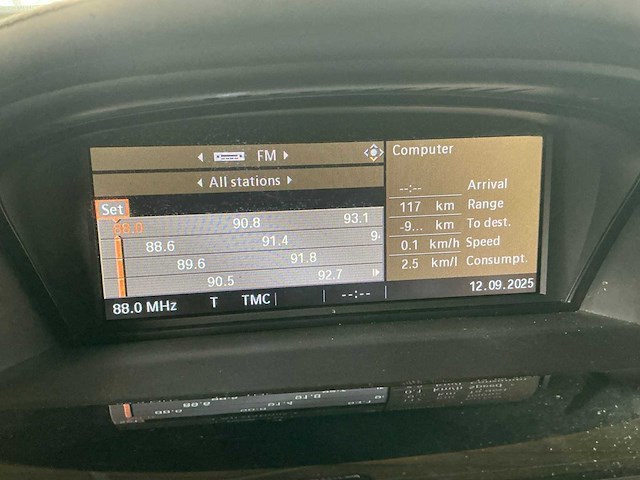 FM
All stations
Set
88.0 90.8 93.1
88.6 91.4 9
89.6 91.8
90.5 92.7
88.0 MHz T TMC --:--
Computer
--:-- Arrival
117 km Range
-9... km To dest.
0.1 km/h Speed
2.5 km/l Consumpt.
12.09.2025